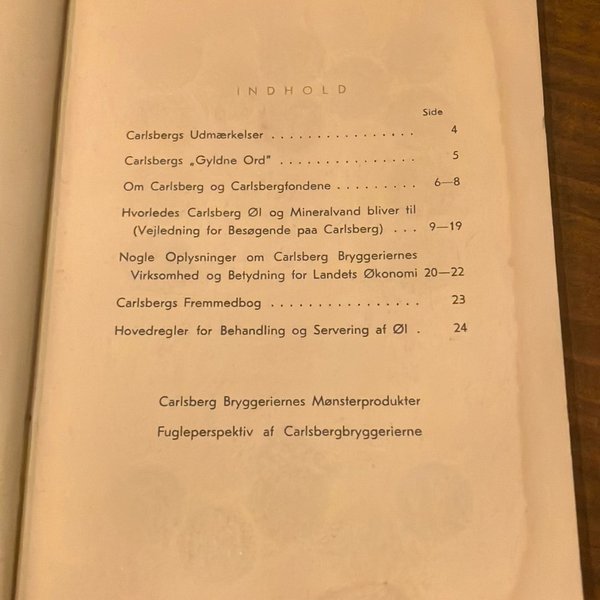 INDHOLD
Side
Carlsbergs Udmærkelser . . . . . . . . . . . . . . . . 4
Carlsbergs „Gyldne Ord" . . . . . . . . . . . . . . . 5
Om Carlsberg og Carlsbergfondene . . . . . . . . . 6—8
Hvorledes Carlsberg Øl og Mineralvand bliver til
(Vejledning for Besøgende paa Carlsberg) . . . 9—19
Nogle Oplysninger om Carlsberg Bryggeriernes
Virksomhed og Betydning for Landets Økonomi 20—22
Carlsbergs Fremmedbog . . . . . . . . . . . . . . . . 23
Hovedregler for Behandling og Servering af Øl . 24
Carlsberg Bryggeriernes Mønsterprodukter
Fugleperspektiv af Carlsbergbryggerierne